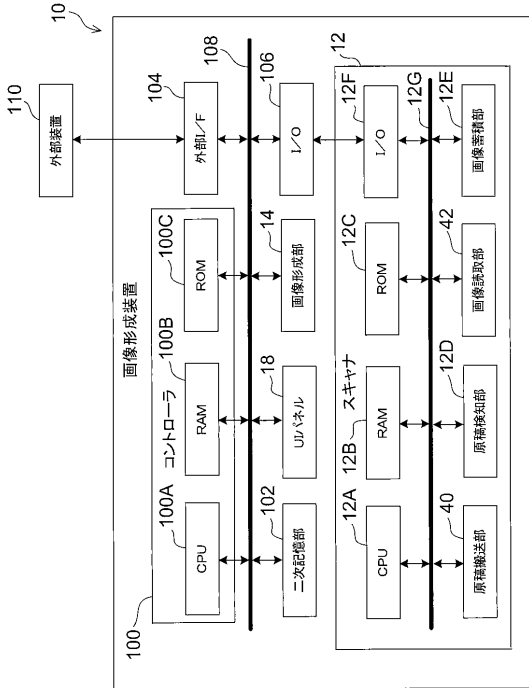 10
画像形成装置
110
外部装置
100
コントローラ
100A
CPU
100B
RAM
100C
ROM
104
外部I/F
108
102
二次記憶部
18
UIパネル
14
画像形成部
106
I/O
12
スキャナ
12A
CPU
12B
RAM
12C
ROM
12F
I/O
12G
40
原稿搬送部
12D
原稿検知部
42
画像読取部
12E
画像蓄積部